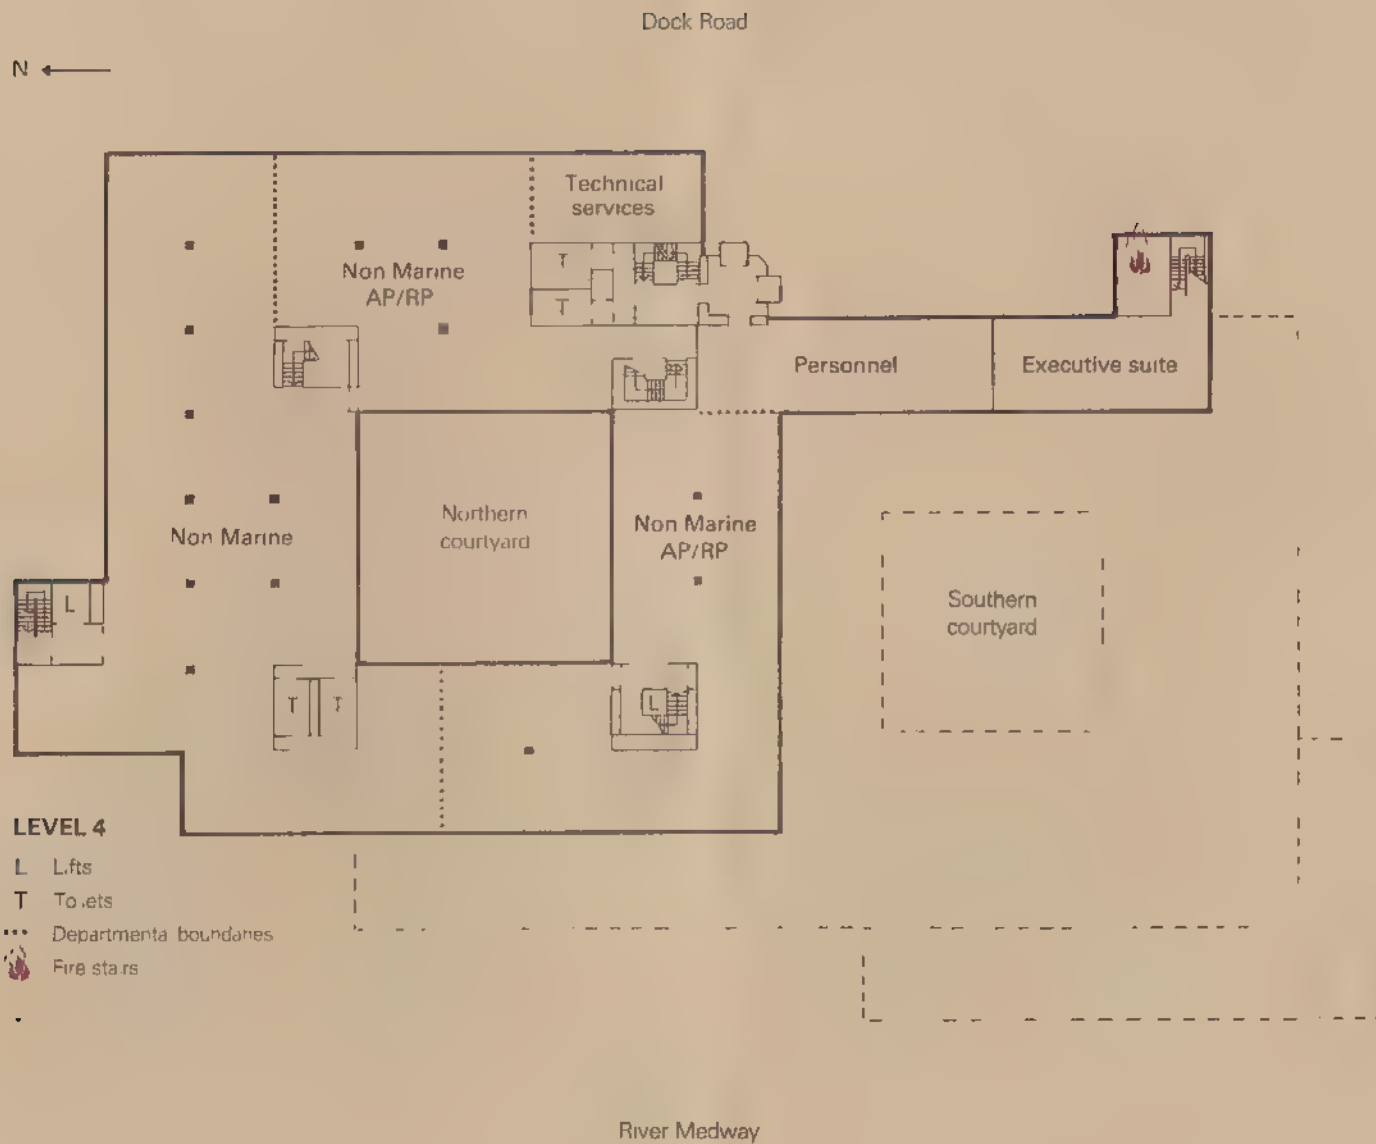 Dock Road
N
Technical
services
T
T
Non Marine
AP/RP
Personnel
Executive suite
L
Northern
courtyard
Non Marine
AP/RP
Non Marine
Southern
courtyard
L
T
T
L
LEVEL 4
L Lifts
T Toilets
Departmental boundaries
Fire stairs
River Medway